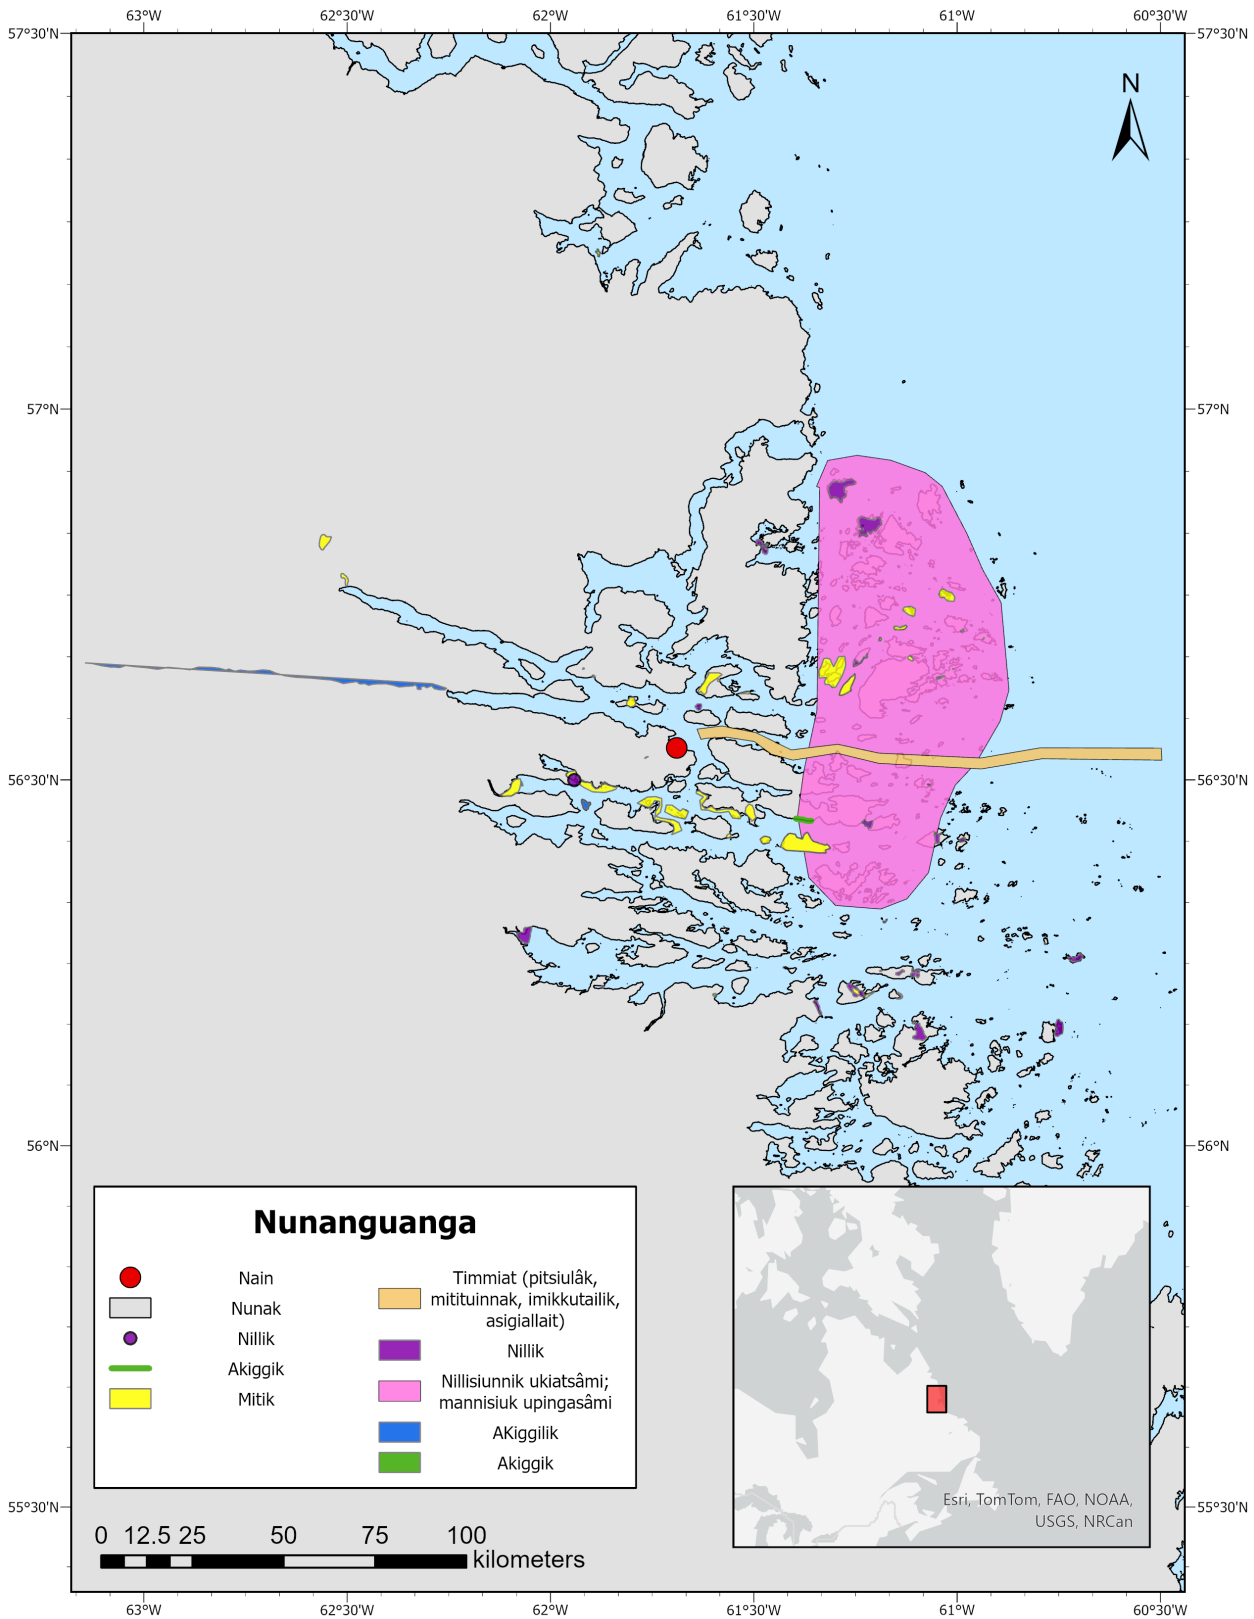 63°W 62°30'W 62°W 61°30'W 61°W 60°30'W
57°30'N 57°30'N
N
57°N 57°N
56°30'N 56°30'N
56°N 56°N
55°30'N 55°30'N
Nunanguanga
Nain
Nunak
Nillik
Akiggik
Mitik
Timmiat (pitsiulâk,
mitituinnak, imikkutailik,
asigiallait)
Nillik
Nillisiunnik ukiatsâmi;
mannisiuk upingasâmi
AKiggilik
Akiggik
0 12.5 25 50 75 100
kilometers
Esri, TomTom, FAO, NOAA,
USGS, NRCan
63°W 62°30'W 62°W 61°30'W 61°W 60°30'W